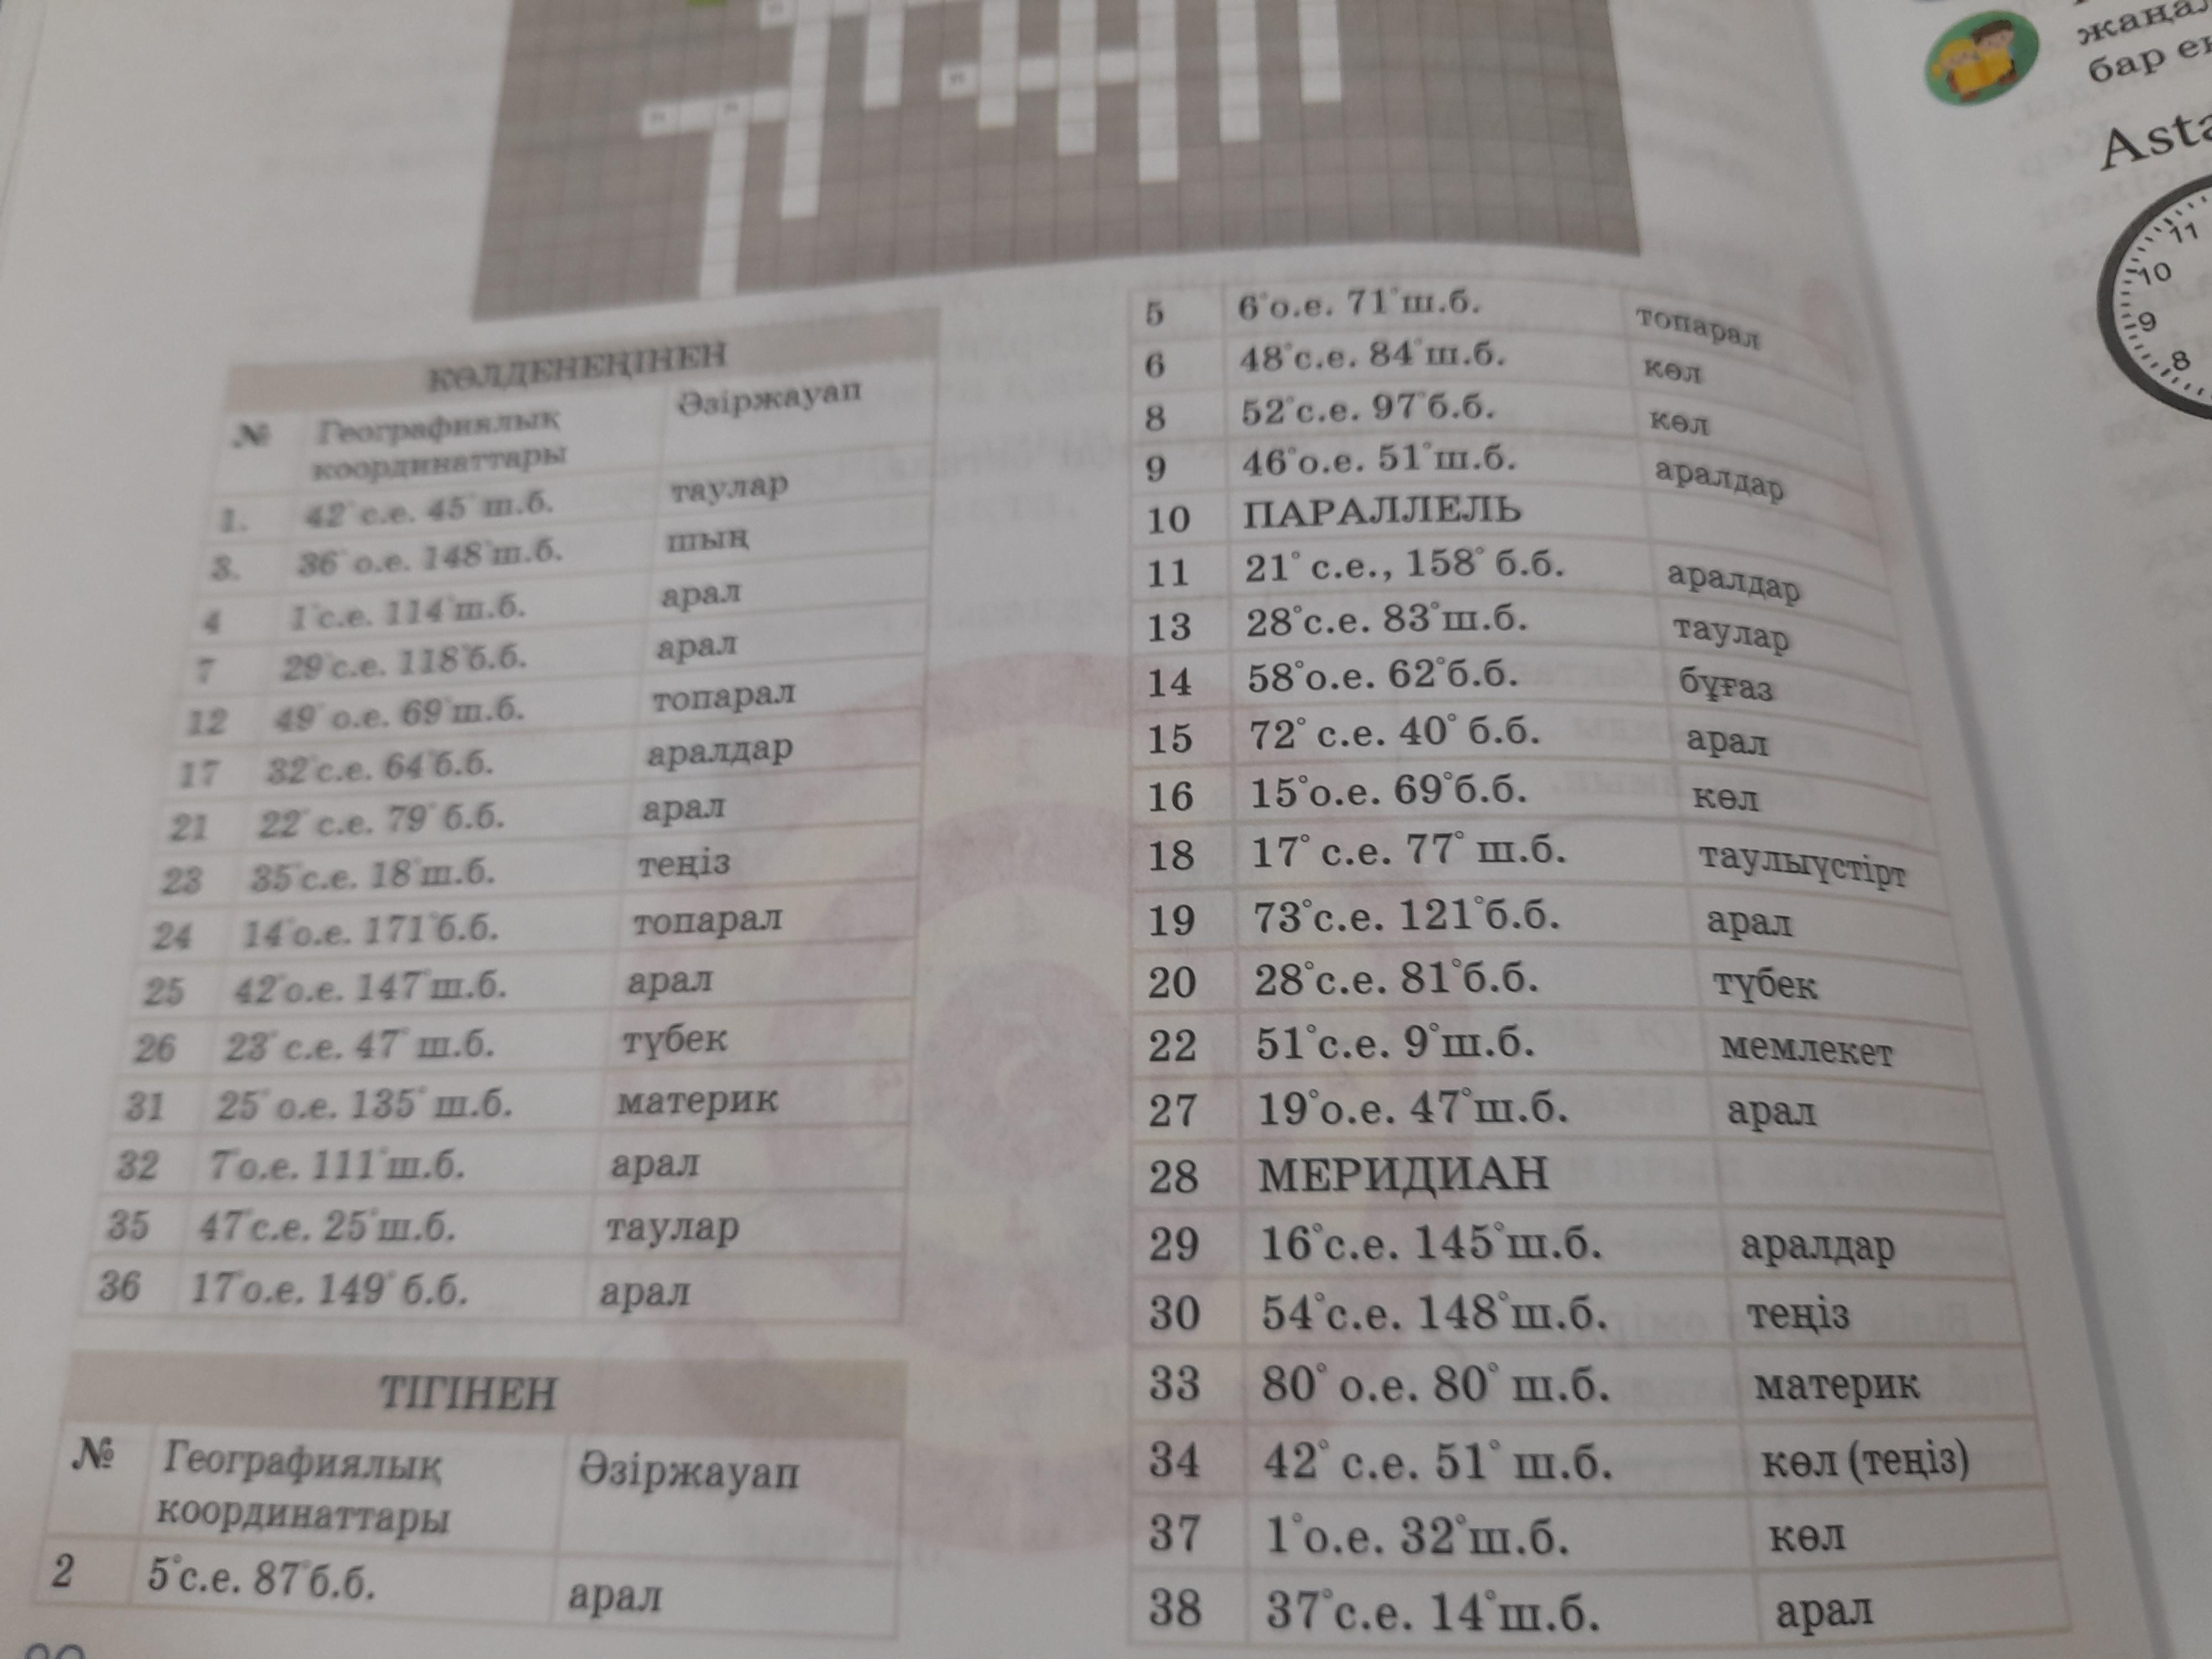 КӨЛДЕНЕҢІНЕН
№ Географиялық координаттары Әзіржауап
1. 42°с.е. 45°ш.б. таулар
3. 36°о.е. 148°ш.б. шың
4 1°с.е. 114°ш.б. арал
7 29°с.е. 118°б.б. арал
12 49°о.е. 69°ш.б. топарал
17 32°с.е. 64°б.б. аралдар
21 22°с.е. 79°б.б. арал
23 35°с.е. 18°ш.б. теңіз
24 14°о.е. 171°б.б. топарал
25 42°о.е. 147°ш.б. арал
26 23°с.е. 47°ш.б. түбек
31 25°о.е. 135°ш.б. материк
32 7°о.е. 111°ш.б. арал
35 47°с.е. 25°ш.б. таулар
36 17°о.е. 149°б.б. арал
ТІГІНЕН
№ Географиялық координаттары Әзіржауап
2 5°с.е. 87°б.б. арал
5 6°о.е. 71°ш.б. топарал
6 48°с.е. 84°ш.б. көл
8 52°с.е. 97°б.б. көл
9 46°о.е. 51°ш.б. аралдар
10 ПАРАЛЛЕЛЬ
11 21°с.е., 158°б.б. аралдар
13 28°с.е. 83°ш.б. таулар
14 58°о.е. 62°б.б. бұғаз
15 72°с.е. 40°б.б. арал
16 15°о.е. 69°б.б. көл
18 17°с.е. 77°ш.б. таулыүстірт
19 73°с.е. 121°б.б. арал
20 28°с.е. 81°б.б. түбек
22 51°с.е. 9°ш.б. мемлекет
27 19°о.е. 47°ш.б. арал
28 МЕРИДИАН
29 16°с.е. 145°ш.б. аралдар
30 54°с.е. 148°ш.б. теңіз
33 80°о.е. 80°ш.б. материк
34 42°с.е. 51°ш.б. көл (теңіз)
37 1°о.е. 32°ш.б. көл
38 37°с.е. 14°ш.б. арал
бар
11
10
9
8